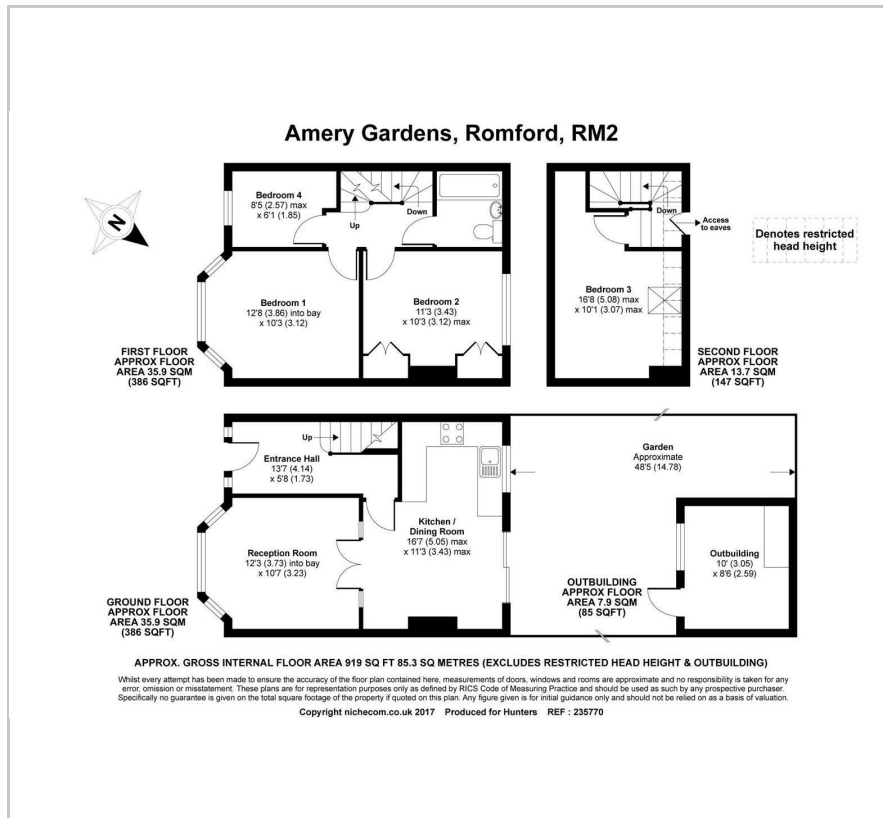 Amery Gardens, Romford, RM2
N
Bedroom 4
8'5 (2.57) max
x 6'1 (1.85)
Up
Down
Bedroom 1
12'8 (3.86) into bay
x 10'3 (3.12)
Bedroom 2
11'3 (3.43)
x 10'3 (3.12) max
FIRST FLOOR
APPROX FLOOR
AREA 35.9 SQM
(386 SQFT)
Down
Access
to eaves
Bedroom 3
16'8 (5.08) max
x 10'1 (3.07) max
Denotes restricted
head height
SECOND FLOOR
APPROX FLOOR
AREA 13.7 SQM
(147 SQFT)
Up
Entrance Hall
13'7 (4.14)
x 5'8 (1.73)
Kitchen /
Dining Room
16'7 (5.05) max
x 11'3 (3.43) max
Reception Room
12'3 (3.73) into bay
x 10'7 (3.23)
GROUND FLOOR
APPROX FLOOR
AREA 35.9 SQM
(386 SQFT)
Garden
Approximate
48'5 (14.78)
Outbuilding
10' (3.05)
x 8'6 (2.59)
OUTBUILDING
APPROX FLOOR
AREA 7.9 SQM
(85 SQFT)
APPROX. GROSS INTERNAL FLOOR AREA 919 SQ FT 85.3 SQ METRES (EXCLUDES RESTRICTED HEAD HEIGHT & OUTBUILDING)
Whilst every attempt has been made to ensure the accuracy of the floor plan contained here, measurements of doors, windows and rooms are approximate and no responsibility is taken for any
error, omission or misstatement. These plans are for representation purposes only as defined by RICS Code of Measuring Practice and should be used as such by any prospective purchaser.
Specifically no guarantee is given on the total square footage of the property if quoted on this plan. Any figure given is for initial guidance only and should not be relied on as a basis of valuation.
Copyright nichecom.co.uk 2017 Produced for Hunters REF : 235770